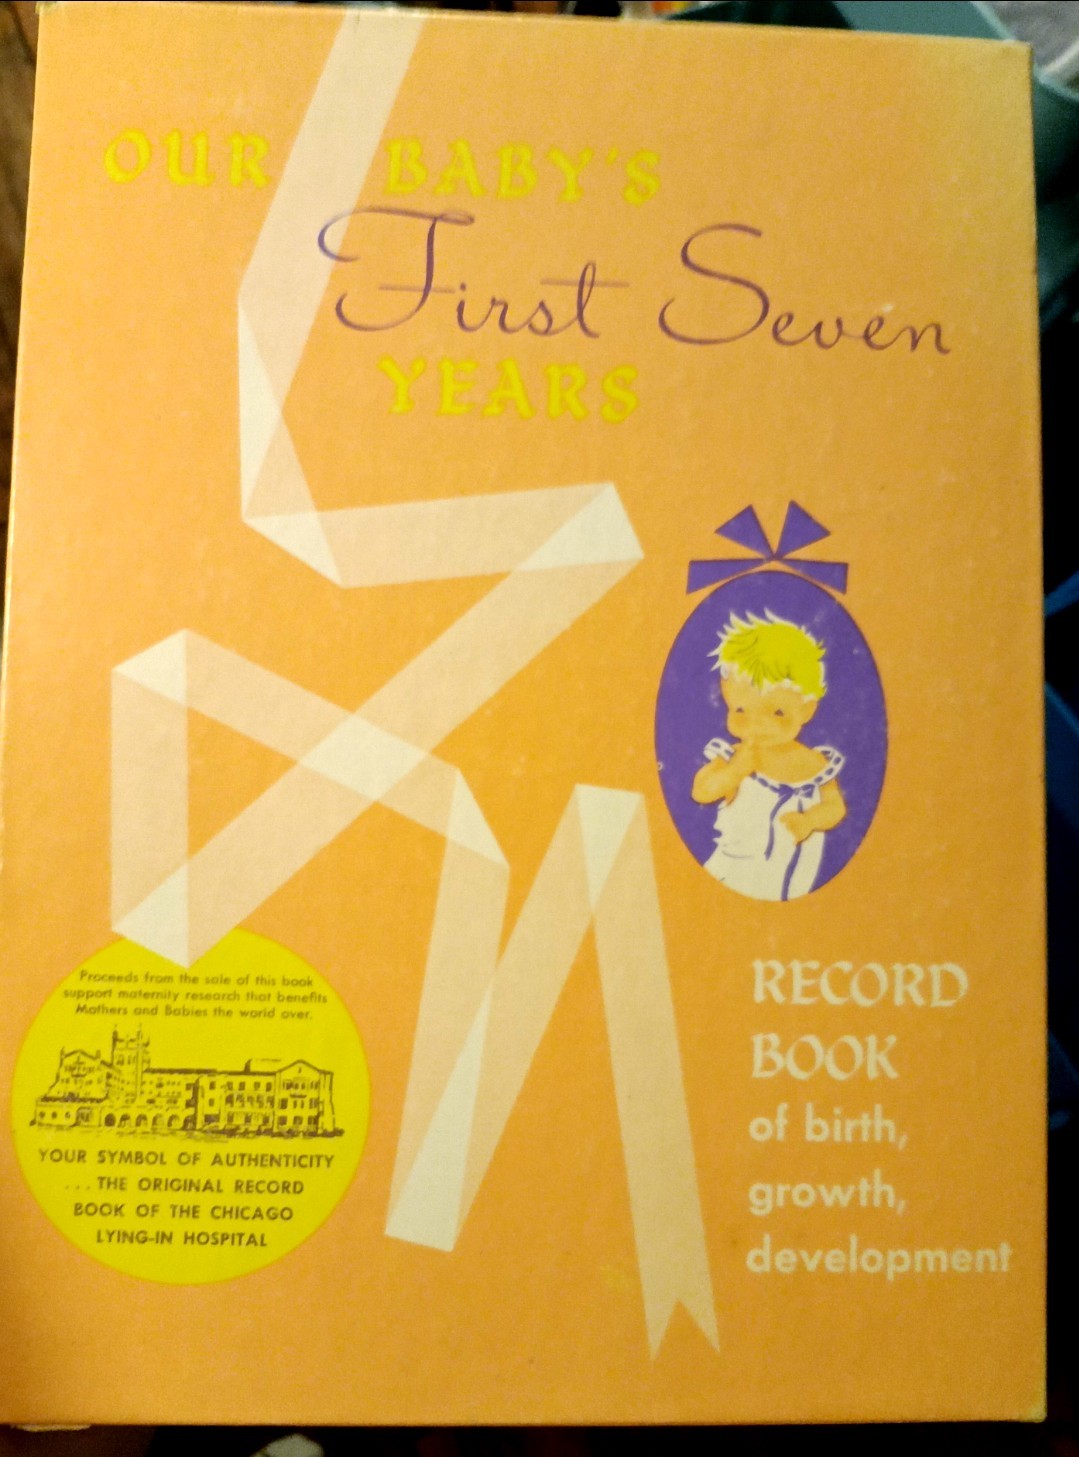 OUR BABY'S
First Seven
YEARS
RECORD
BOOK
of birth,
growth,
development
Proceeds from the sale of this book
support maternity research that benefits
Mothers and Babies the world over.
YOUR SYMBOL OF AUTHENTICITY
...THE ORIGINAL RECORD
BOOK OF THE CHICAGO
LYING-IN HOSPITAL